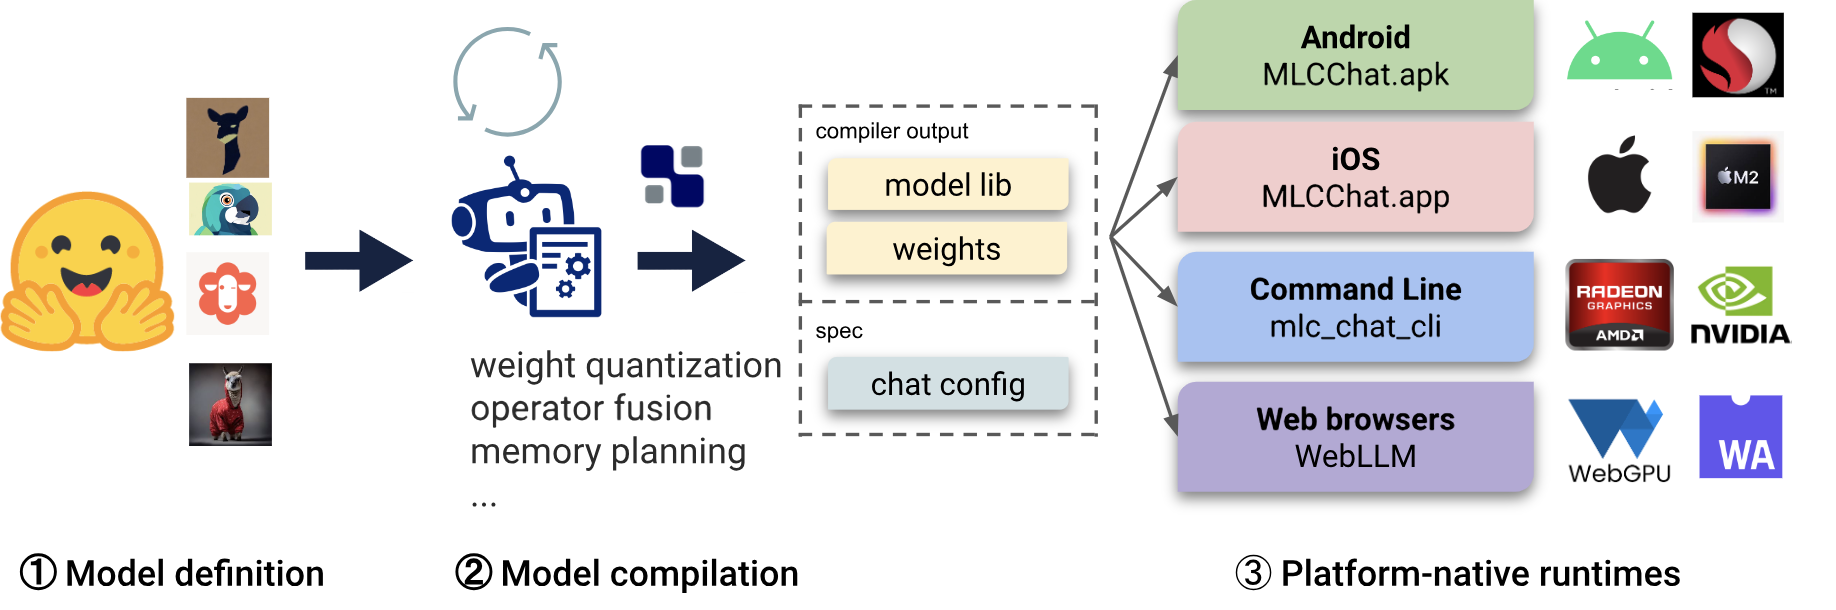 weight quantization
operator fusion
memory planning
...
compiler output
model lib
weights
spec
chat config
Android
MLCChat.apk
iOS
MLCChat.app
Command Line
mlc_chat_cli
Web browsers
WebLLM
TM
M2
RADEON
GRAPHICS
AMD
NVIDIA
WebGPU
WA
① Model definition
② Model compilation
③ Platform-native runtimes